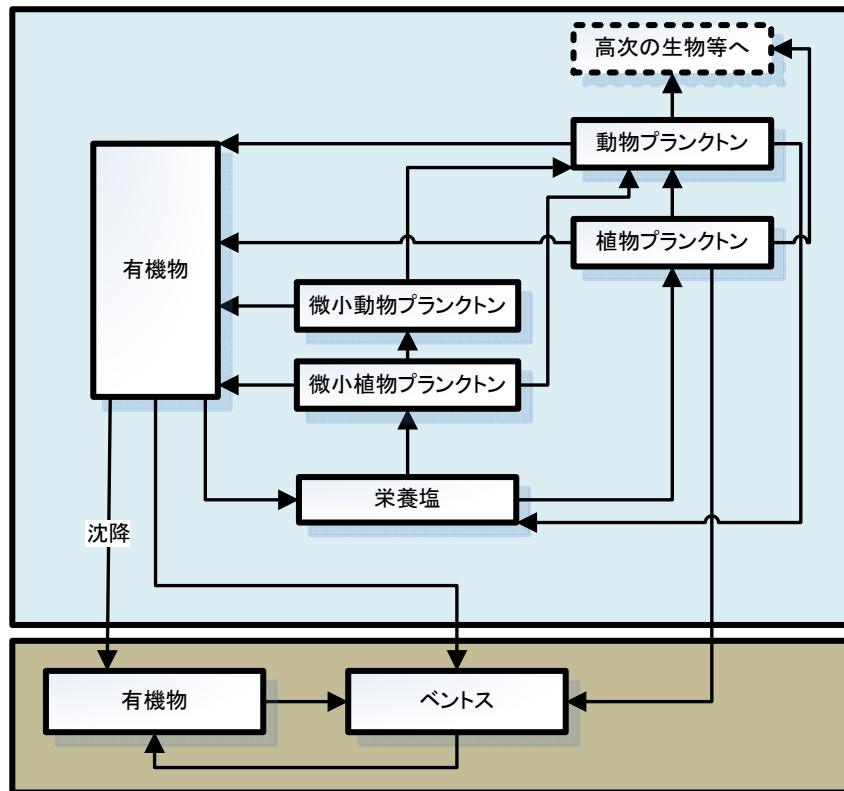 高次の生物等へ
動物プランクトン
植物プランクトン
有機物
微小動物プランクトン
微小植物プランクトン
栄養塩
沈降
有機物
ベントス